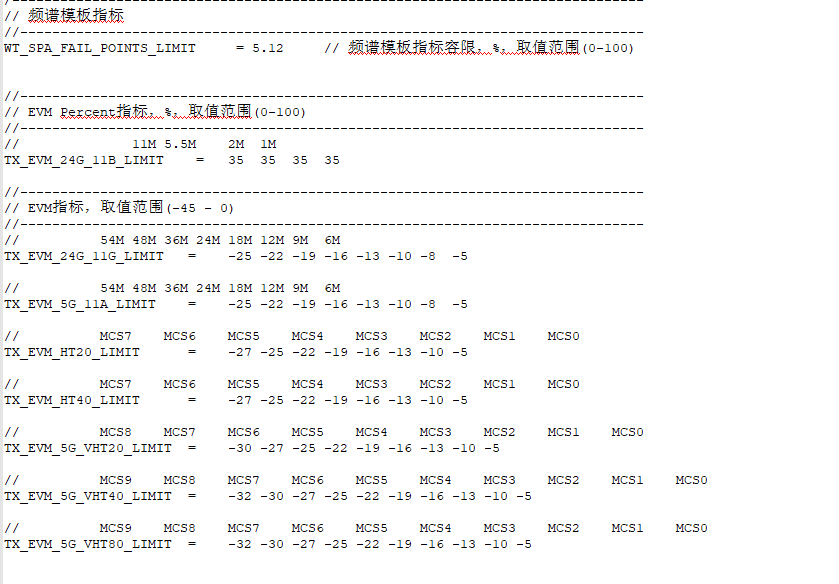 //------------------------------------------------------------------------------
// 频谱模板指标
//------------------------------------------------------------------------------
WT_SPA_FAIL_POINTS_LIMIT     = 5.12     // 频谱模板指标容限，%，取值范围(0-100)
//------------------------------------------------------------------------------
// EVM Percent指标，%，取值范围(0-100)
//------------------------------------------------------------------------------
//              11M 5.5M    2M  1M
TX_EVM_24G_11B_LIMIT    =   35  35  35  35
//------------------------------------------------------------------------------
// EVM指标，取值范围(-45 - 0)
//------------------------------------------------------------------------------
//          54M 48M 36M 24M 18M 12M 9M  6M
TX_EVM_24G_11G_LIMIT   =    -25 -22 -19 -16 -13 -10 -8  -5
//          54M 48M 36M 24M 18M 12M 9M  6M
TX_EVM_5G_11A_LIMIT    =    -25 -22 -19 -16 -13 -10 -8  -5
//          MCS7    MCS6    MCS5    MCS4    MCS3    MCS2    MCS1    MCS0
TX_EVM_HT20_LIMIT      =    -27 -25 -22 -19 -16 -13 -10 -5
//          MCS7    MCS6    MCS5    MCS4    MCS3    MCS2    MCS1    MCS0
TX_EVM_HT40_LIMIT      =    -27 -25 -22 -19 -16 -13 -10 -5
//          MCS8    MCS7    MCS6    MCS5    MCS4    MCS3    MCS2    MCS1    MCS0
TX_EVM_5G_VHT20_LIMIT  =    -30 -27 -25 -22 -19 -16 -13 -10 -5
//          MCS9    MCS8    MCS7    MCS6    MCS5    MCS4    MCS3    MCS2    MCS1    MCS0
TX_EVM_5G_VHT40_LIMIT  =    -32 -30 -27 -25 -22 -19 -16 -13 -10 -5
//          MCS9    MCS8    MCS7    MCS6    MCS5    MCS4    MCS3    MCS2    MCS1    MCS0
TX_EVM_5G_VHT80_LIMIT  =    -32 -30 -27 -25 -22 -19 -16 -13 -10 -5